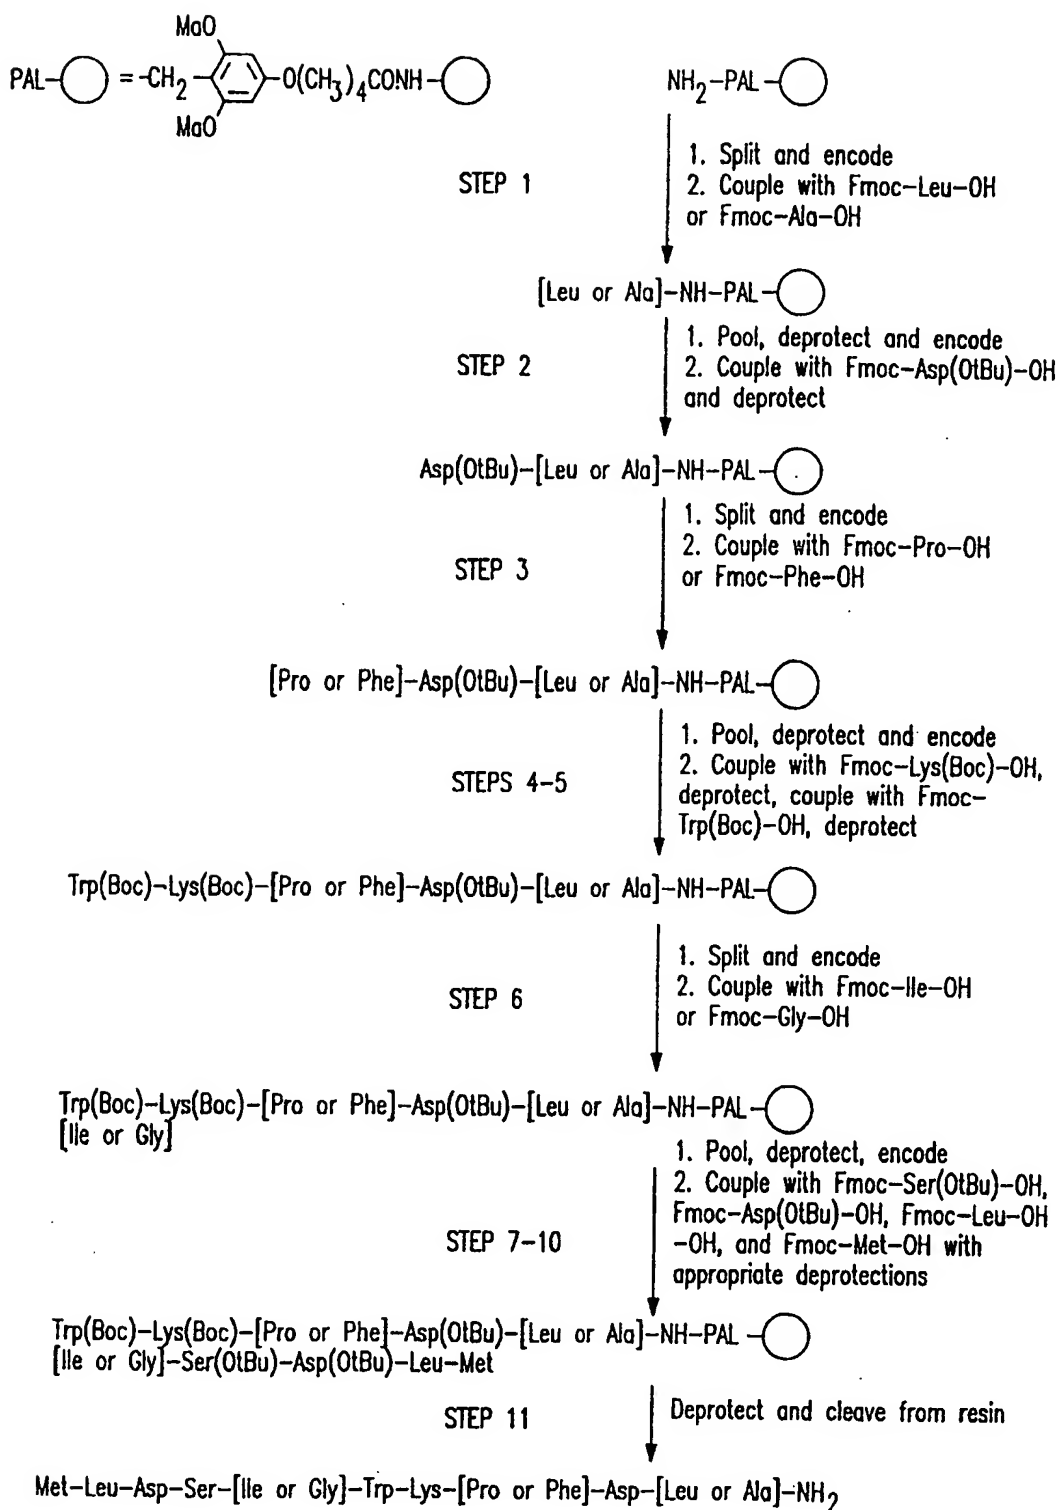 MaO
PAL- =-CH2- -O(CH3)4CONH-
MaO
NH2-PAL-
STEP 1
1. Split and encode
2. Couple with Fmoc-Leu-OH
or Fmoc-Ala-OH
[Leu or Ala]-NH-PAL-
STEP 2
1. Pool, deprotect and encode
2. Couple with Fmoc-Asp(OtBu)-OH
and deprotect
Asp(OtBu)-[Leu or Ala]-NH-PAL-
STEP 3
1. Split and encode
2. Couple with Fmoc-Pro-OH
or Fmoc-Phe-OH
[Pro or Phe]-Asp(OtBu)-[Leu or Ala]-NH-PAL-
STEPS 4-5
1. Pool, deprotect and encode
2. Couple with Fmoc-Lys(Boc)-OH,
deprotect, couple with Fmoc-
Trp(Boc)-OH, deprotect
Trp(Boc)-Lys(Boc)-[Pro or Phe]-Asp(OtBu)-[Leu or Ala]-NH-PAL-
STEP 6
1. Split and encode
2. Couple with Fmoc-Ile-OH
or Fmoc-Gly-OH
Trp(Boc)-Lys(Boc)-[Pro or Phe]-Asp(OtBu)-[Leu or Ala]-NH-PAL-
[Ile or Gly]
STEP 7-10
1. Pool, deprotect, encode
2. Couple with Fmoc-Ser(OtBu)-OH,
Fmoc-Asp(OtBu)-OH, Fmoc-Leu-OH
-OH, and Fmoc-Met-OH with
appropriate deprotections
Trp(Boc)-Lys(Boc)-[Pro or Phe]-Asp(OtBu)-[Leu or Ala]-NH-PAL-
[Ile or Gly]-Ser(OtBu)-Asp(OtBu)-Leu-Met
STEP 11
Deprotect and cleave from resin
Met-Leu-Asp-Ser-[Ile or Gly]-Trp-Lys-[Pro or Phe]-Asp-[Leu or Ala]-NH2